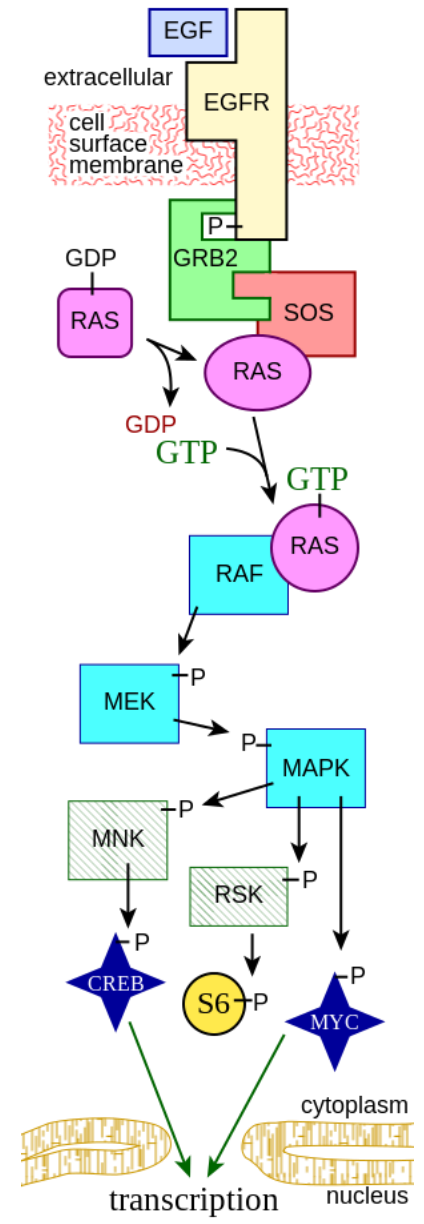 EGF
extracellular
EGFR
cell
surface
membrane
P
GRB2
GDP
RAS
SOS
RAS
GDP
GTP
GTP
RAS
RAF
P
MEK
P
MAPK
P
MNK
P
RSK
P
CREB
P
S6
P
MYC
cytoplasm
nucleus
transcription